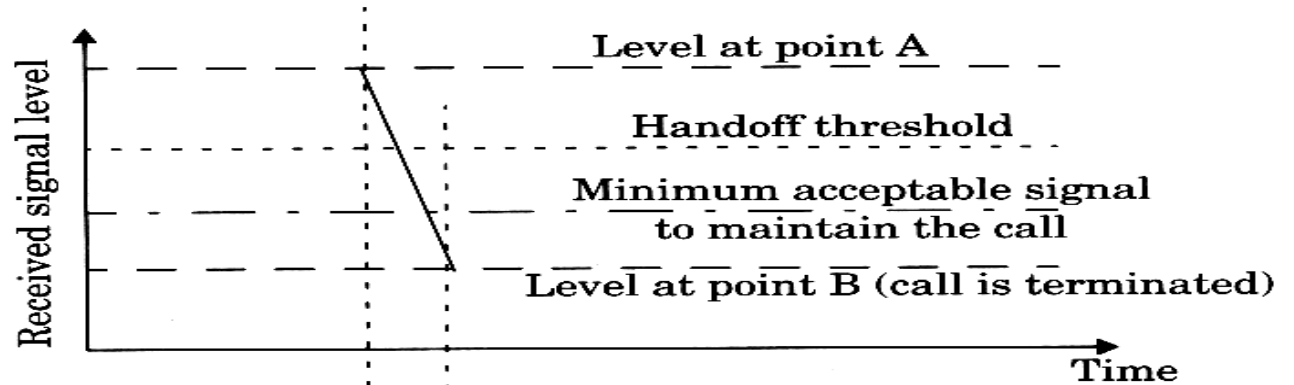 Level at point A
Received signal level
Handoff threshold
Minimum acceptable signal
to maintain the call
Level at point B (call is terminated)
Time